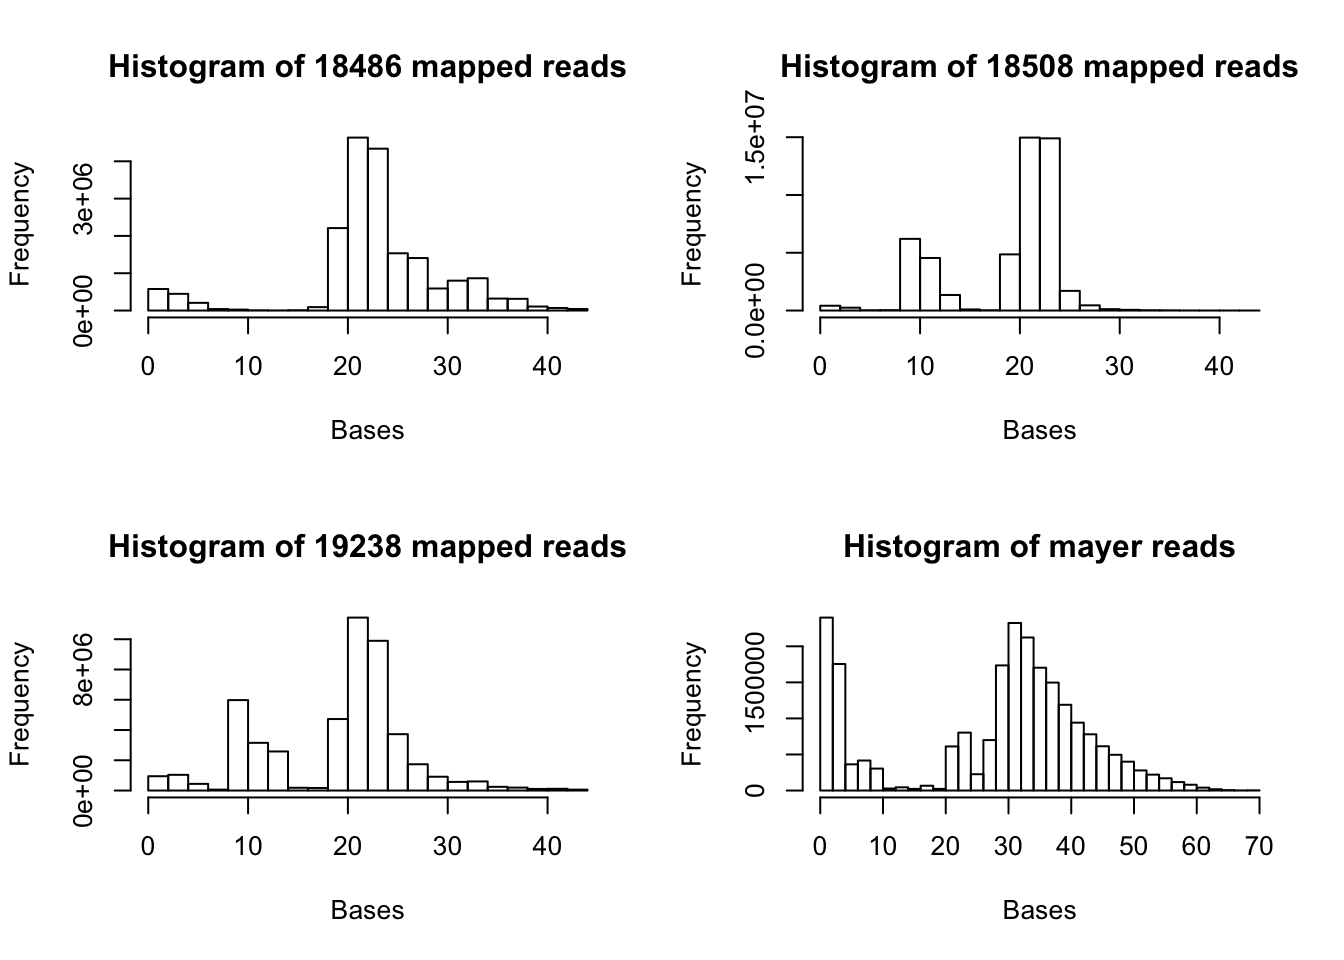 Histogram of 18486 mapped reads
Frequency
0e+00 3e+06
0 10 20 30 40
Bases
Histogram of 18508 mapped reads
Frequency
0.0e+00 1.5e+07
0 10 20 30 40
Bases
Histogram of 19238 mapped reads
Frequency
0e+00 8e+06
0 10 20 30 40
Bases
Histogram of mayer reads
Frequency
0 1500000
0 10 20 30 40 50 60 70
Bases